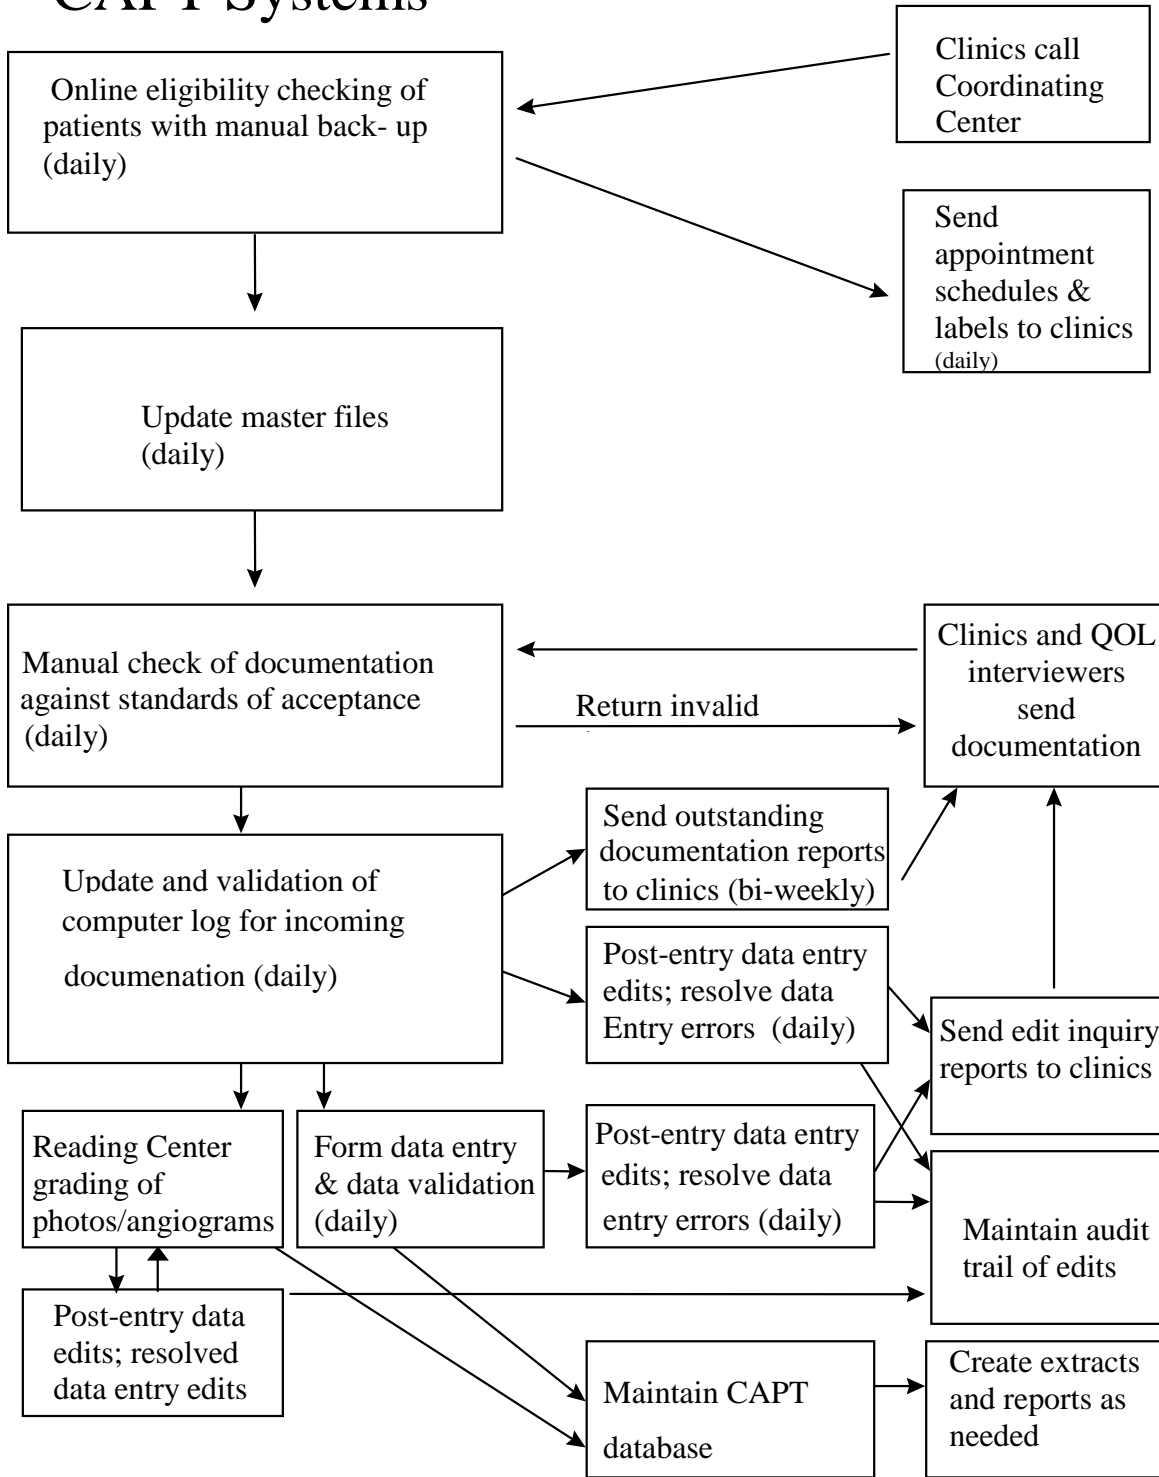 CAPT Systems
Clinics call
Coordinating
Center
Online eligibility checking of
patients with manual back- up
(daily)
Send
appointment
schedules &
labels to clinics
(daily)
Update master files
(daily)
Manual check of documentation
against standards of acceptance
(daily)
Return invalid
Clinics and QOL
interviewers
send
documentation
Update and validation of
computer log for incoming
documenation (daily)
Send outstanding
documentation reports
to clinics (bi-weekly)
Post-entry data entry
edits; resolve data
Entry errors (daily)
Send edit inquiry
reports to clinics
Reading Center
grading of
photos/angiograms
Form data entry
& data validation
(daily)
Post-entry data entry
edits; resolve data
entry errors (daily)
Maintain audit
trail of edits
Post-entry data
edits; resolved
data entry edits
Maintain CAPT
database
Create extracts
and reports as
needed